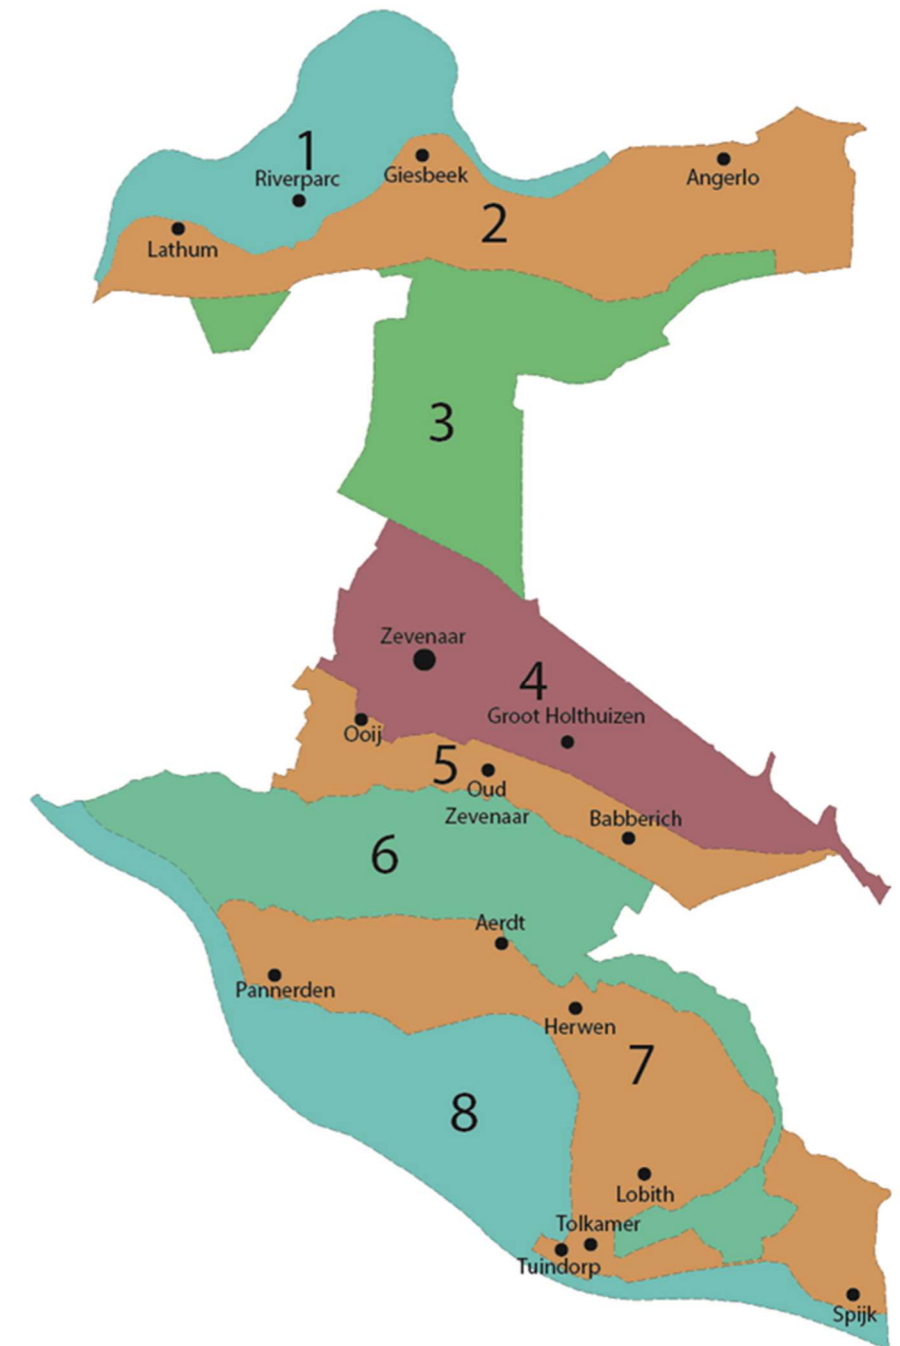 1
Riverparc
Giesbeek
Angerlo
Lathum
2
3
Zevenaar
4
Groot Holthuizen
Ooij
5
Oud
Zevenaar
Babberich
6
Aerdt
Pannerden
Herwen
7
8
Lobith
Tolkamer
Tuindorp
Spijk